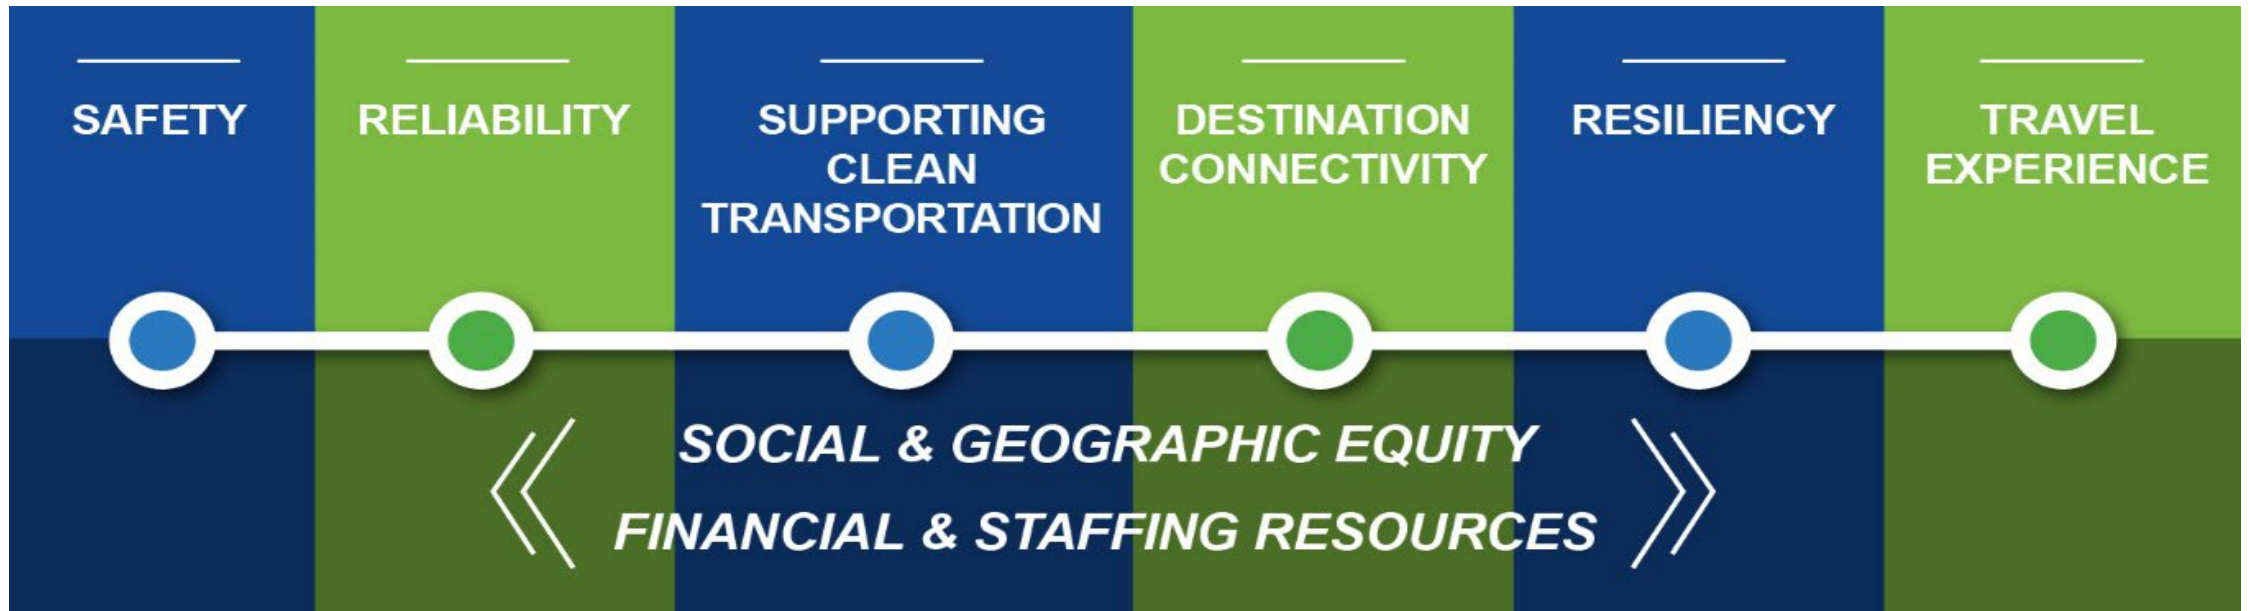 SAFETY
RELIABILITY
SUPPORTING
CLEAN
TRANSPORTATION
DESTINATION
CONNECTIVITY
RESILIENCY
TRAVEL
EXPERIENCE
SOCIAL & GEOGRAPHIC EQUITY
FINANCIAL & STAFFING RESOURCES